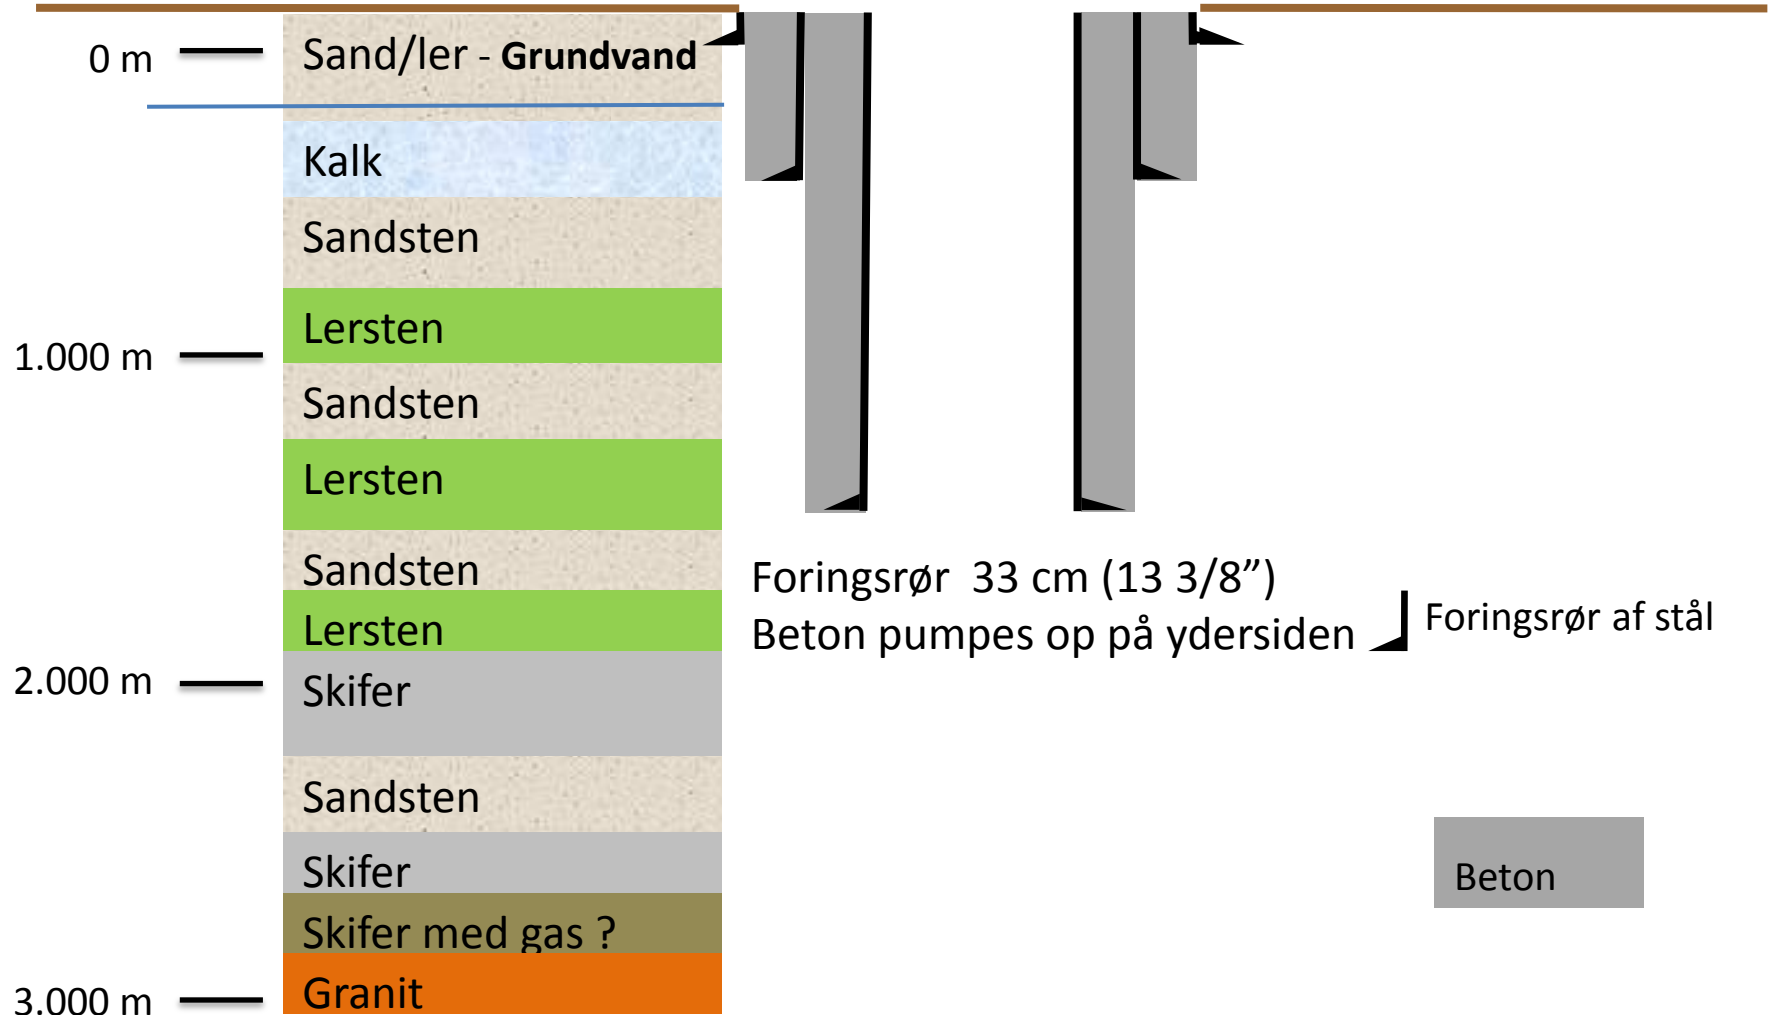 0 m
Sand/ler - Grundvand
Kalk
Sandsten
Lersten
1.000 m
Sandsten
Lersten
Sandsten
Foringsrør 33 cm (13 3/8”)
Lersten
Beton pumpes op på ydersiden
Foringsrør af stål
2.000 m
Skifer
Sandsten
Skifer
Beton
Skifer med gas ?
3.000 m
Granit